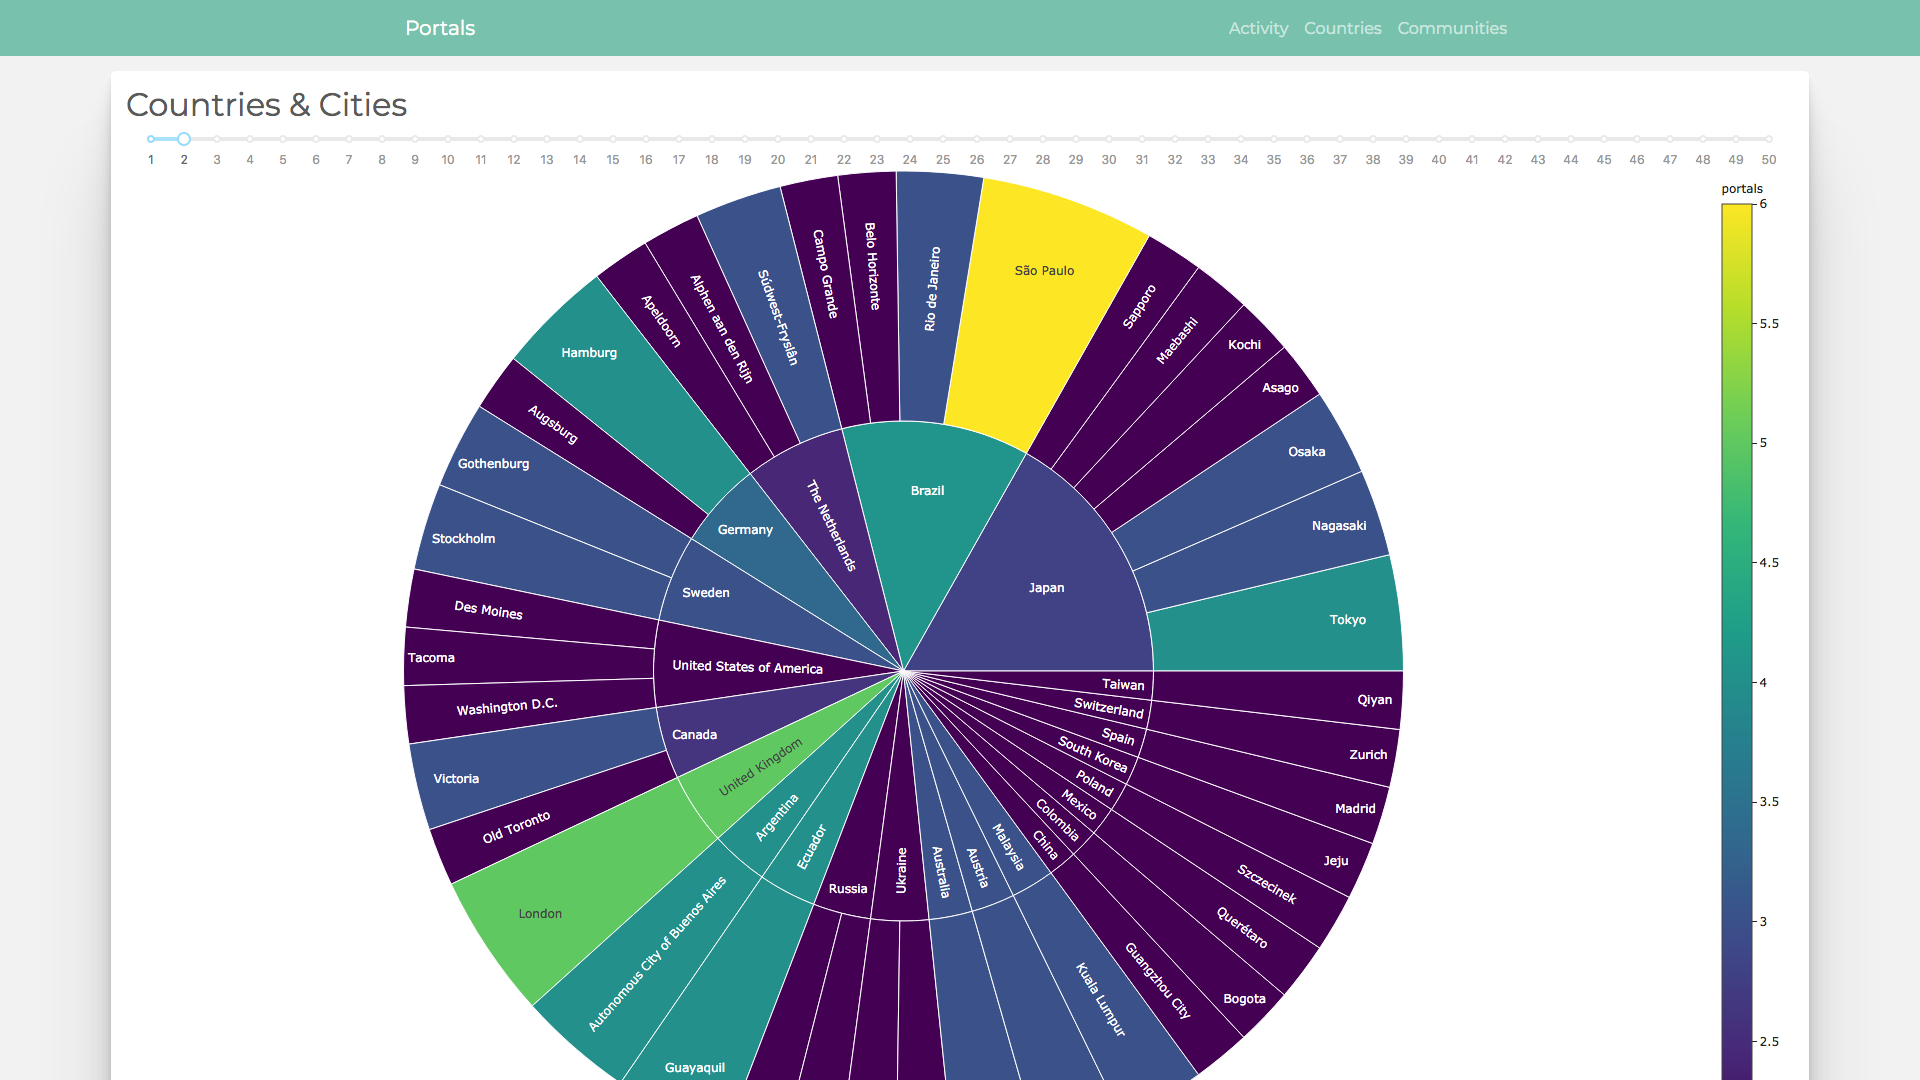 Portals
Activity Countries Communities
Countries & Cities
1 2 3 4 5 6 7 8 9 10 11 12 13 14 15 16 17 18 19 20 21 22 23 24 25 26 27 28 29 30 31 32 33 34 35 36 37 38 39 40 41 42 43 44 45 46 47 48 49 50
portals
6
5.5
5
4.5
4
3.5
3
2.5
Japan
Tokyo
Nagasaki
Osaka
Asago
Kochi
Maebashi
Sapporo
Brazil
São Paulo
Rio de Janeiro
Belo Horizonte
Campo Grande
The Netherlands
Súdwest-Fryslân
Alphen aan den Rijn
Apeldoorn
Germany
Hamburg
Augsburg
Sweden
Gothenburg
Stockholm
United States of America
Des Moines
Tacoma
Washington D.C.
Canada
Victoria
Old Toronto
United Kingdom
London
Argentina
Autonomous City of Buenos Aires
Ecuador
Guayaquil
Russia
Ukraine
Australia
Austria
Malaysia
Kuala Lumpur
China
Guangzhou City
Colombia
Bogota
Mexico
Querétaro
Poland
Szczecinek
South Korea
Jeju
Spain
Madrid
Switzerland
Zurich
Taiwan
Qiyan